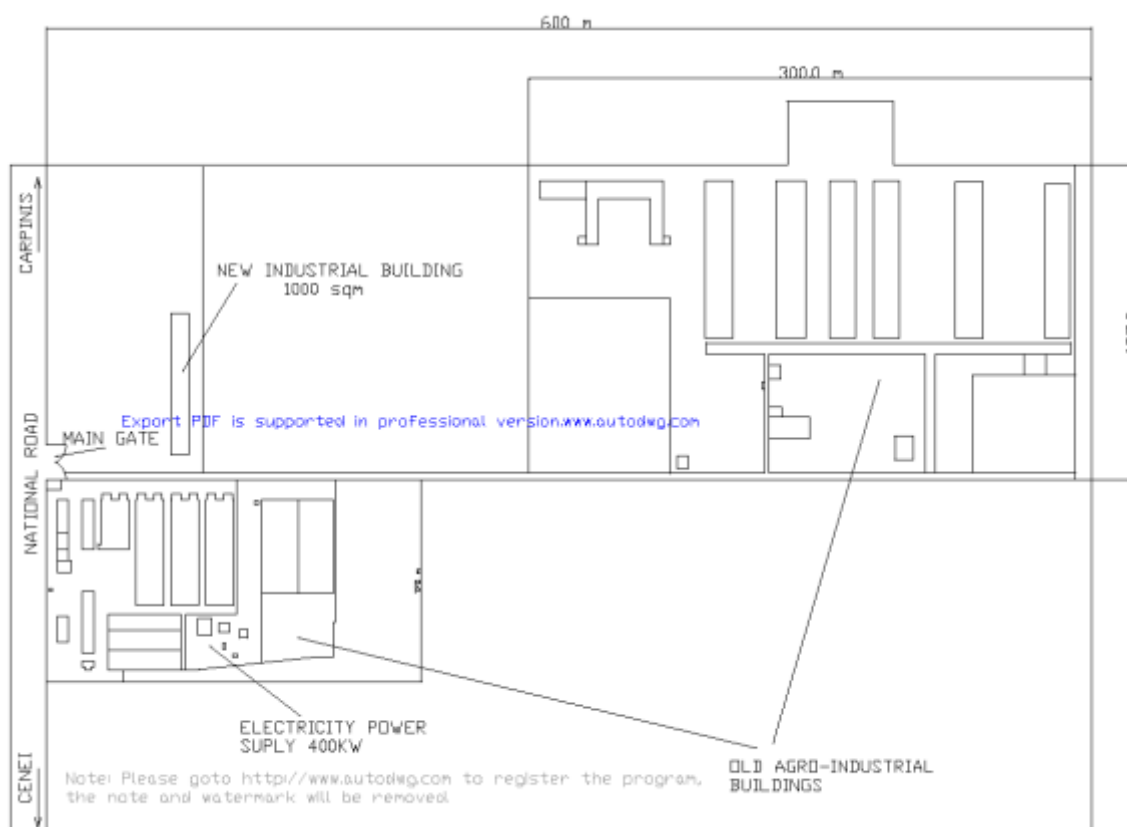 600 m
300.0 m
CARPINIS
NEW INDUSTRIAL BUILDING
1000 sqm
Export PDF is supported in professional version.www.autodwg.com
MAIN GATE
NATIONAL ROAD
ELECTRICITY POWER
SUPLY 400KW
OLD AGRO-INDUSTRIAL
BUILDINGS
CENEI
Note: Please goto http://www.autodwg.com to register the program,
the note and watermark will be removed